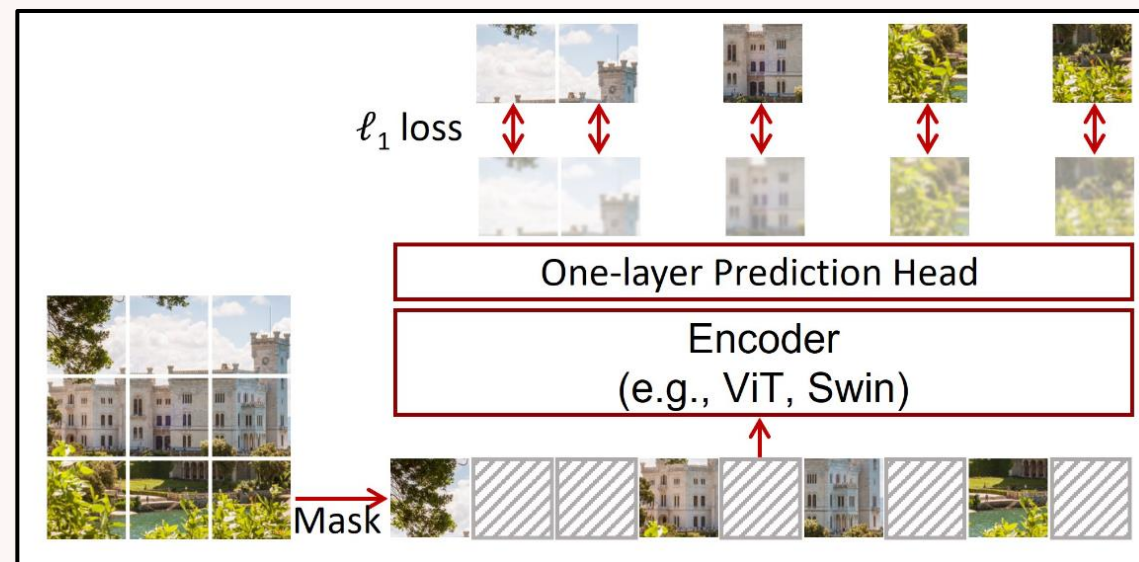 ℓ₁ loss
One-layer Prediction Head
Encoder
(e.g., ViT, Swin)
Mask